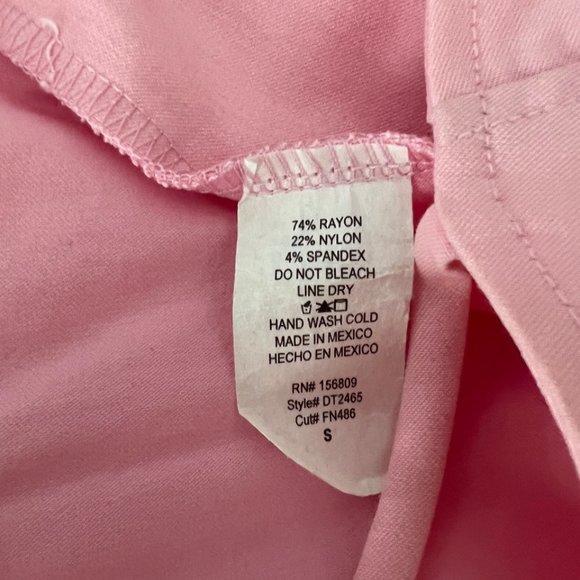 74% RAYON
22% NYLON
4% SPANDEX
DO NOT BLEACH
LINE DRY
HAND WASH COLD
MADE IN MEXICO
HECHO EN MEXICO
RN# 156809
Style# DT2465
Cut# FN486
S